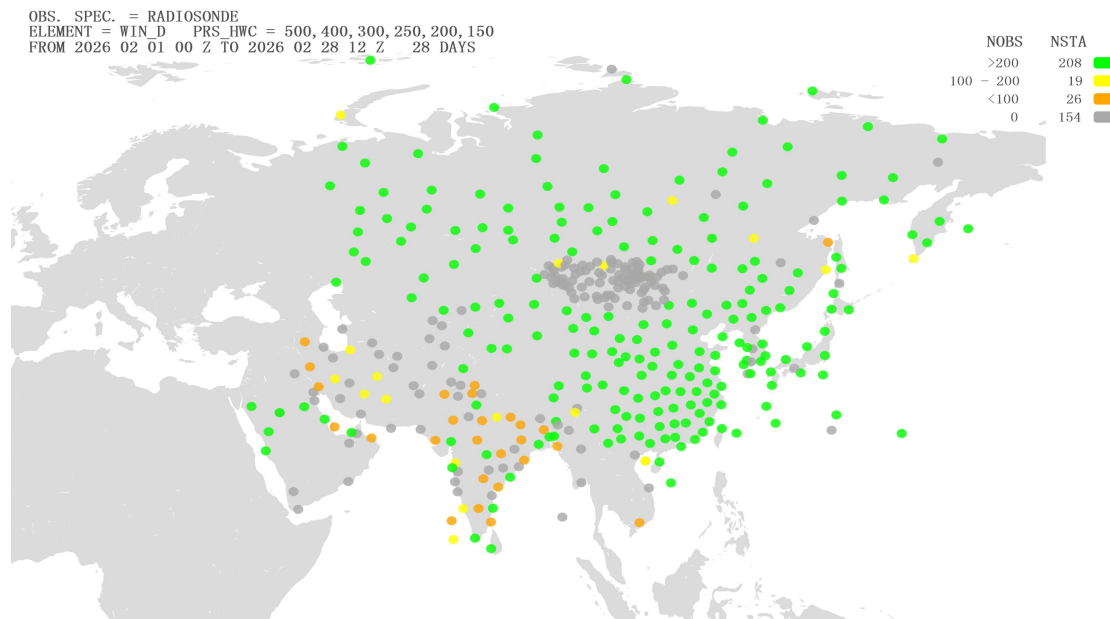 OBS. SPEC. = RADIOSONDE
ELEMENT = WIN_D PRS_HWC = 500,400,300,250,200,150
FROM 2026 02 01 00 Z TO 2026 02 28 12 Z 28 DAYS
NOBS NSTA
>200 208
100 - 200 19
<100 26
0 154